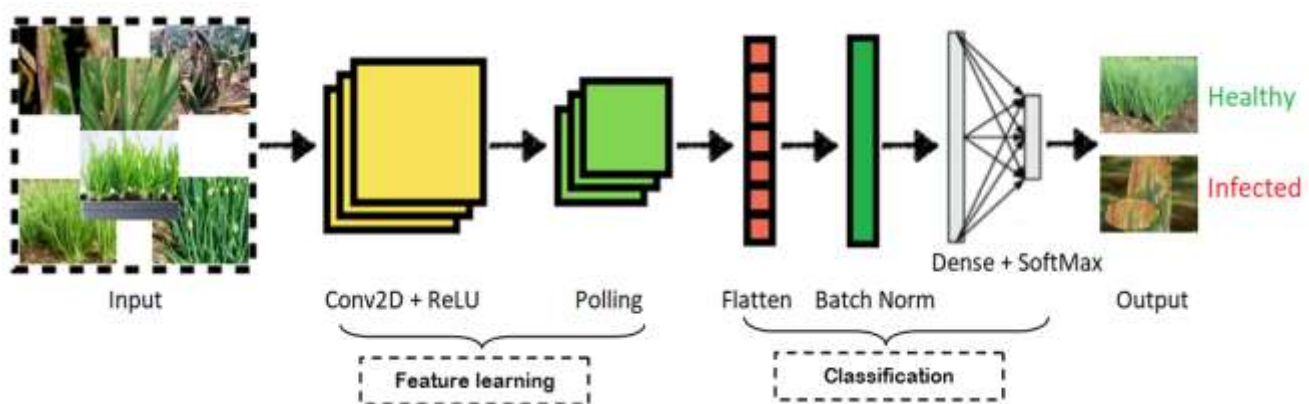 Healthy
Infected
Dense + SoftMax
Input
Conv2D + ReLU
Polling
Flatten
Batch Norm
Output
Feature learning
Classification